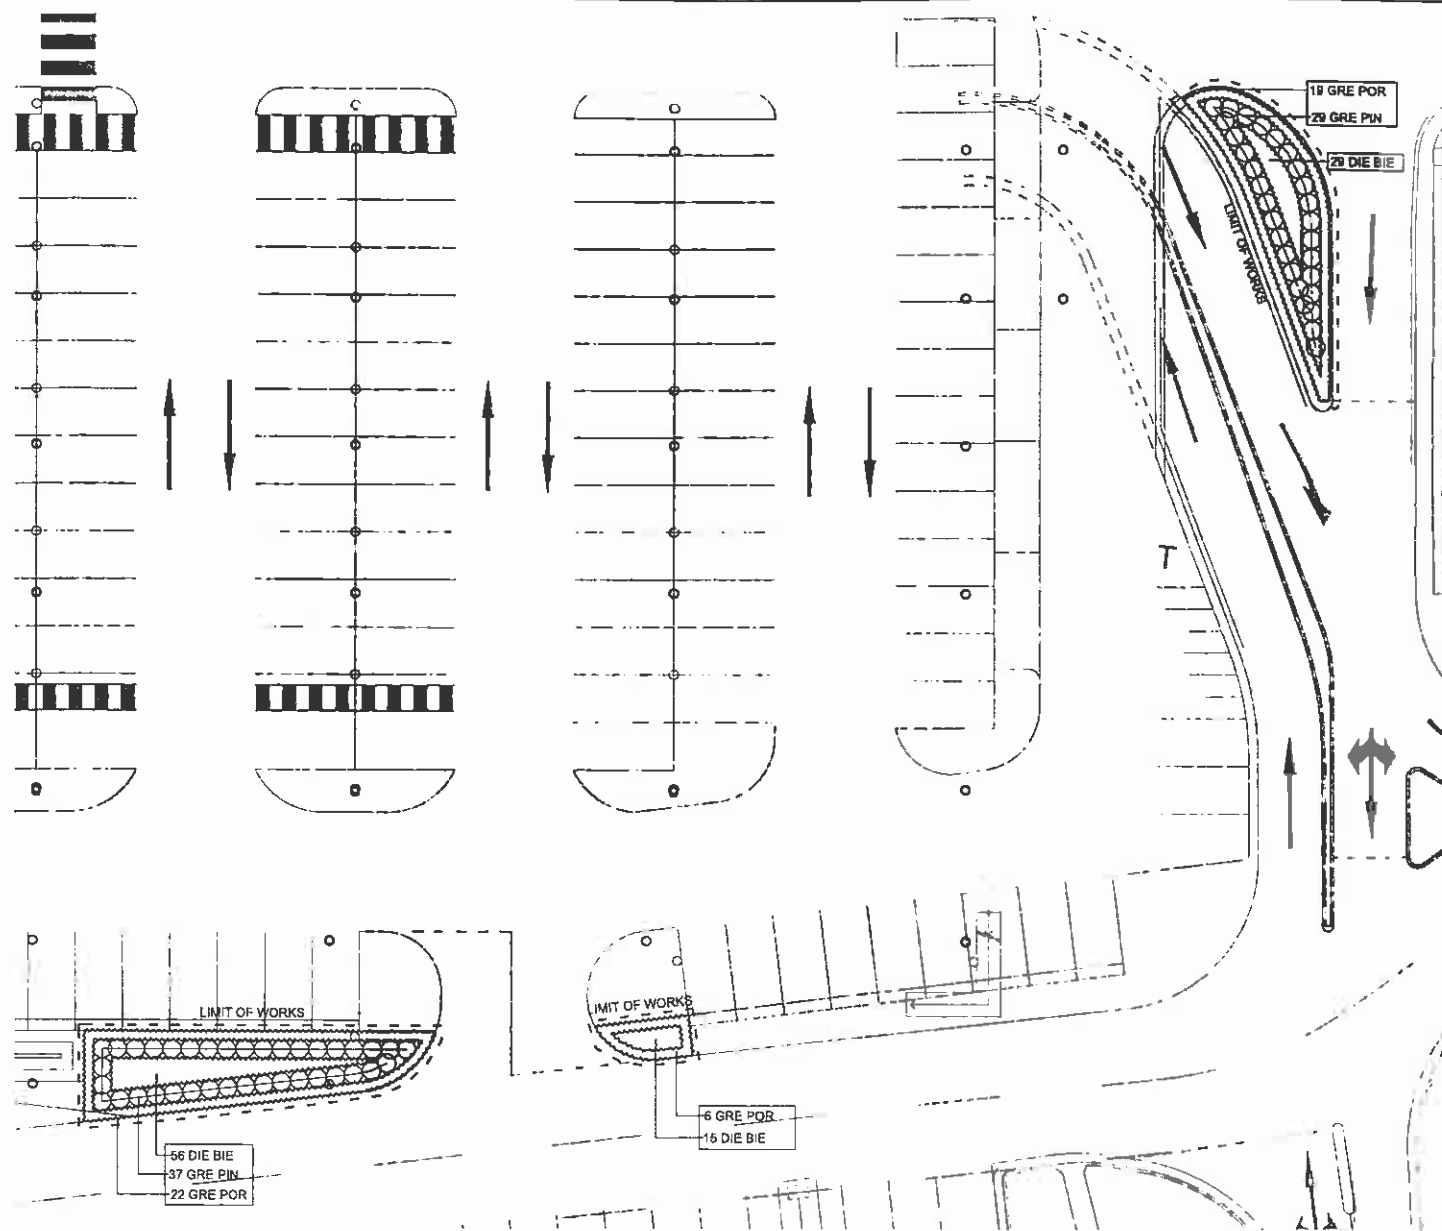 19 GRE POR
29 GRE PIN
29 DIE BIE
LIMIT OF WORKS
T
LIMIT OF WORKS
IMIT OF WORKS
6 GRE POR
15 DIE BIE
56 DIE BIE
37 GRE PIN
22 GRE POR